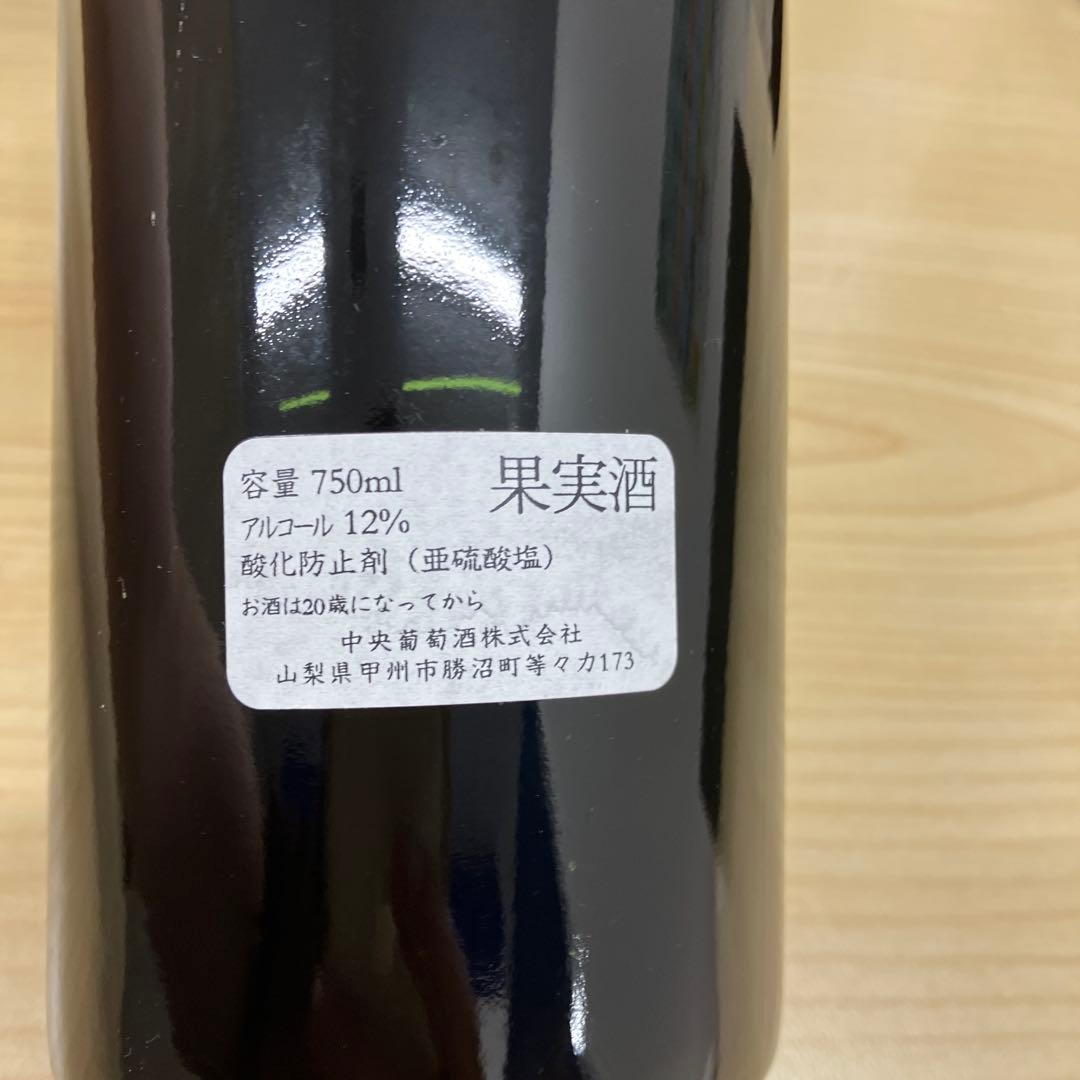 容量 750ml 果実酒
アルコール 12%
酸化防止剤（亜硫酸塩）
お酒は20歳になってから
中央葡萄酒株式会社
山梨県甲州市勝沼町等々力173